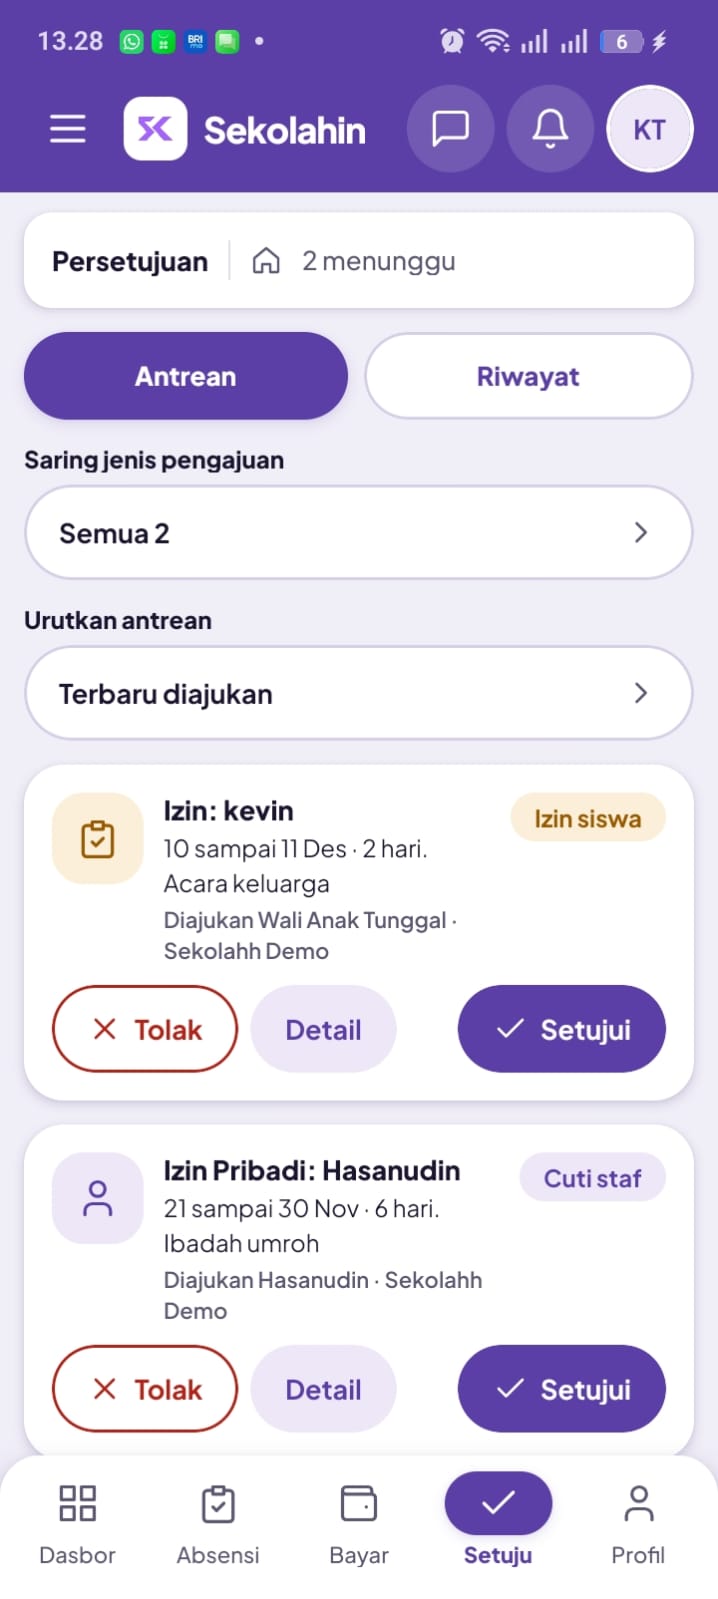 13.28
BRI
mo
6
Sekolahin
KT
Persetujuan
2 menunggu
Antrean
Riwayat
Saring jenis pengajuan
Semua 2
Urutkan antrean
Terbaru diajukan
Izin: kevin
Izin siswa
10 sampai 11 Des · 2 hari.
Acara keluarga
Diajukan Wali Anak Tunggal ·
Sekolahh Demo
Tolak
Detail
Setujui
Izin Pribadi: Hasanudin
Cuti staf
21 sampai 30 Nov · 6 hari.
Ibadah umroh
Diajukan Hasanudin · Sekolahh
Demo
Tolak
Detail
Setujui
Dasbor
Absensi
Bayar
Setuju
Profil